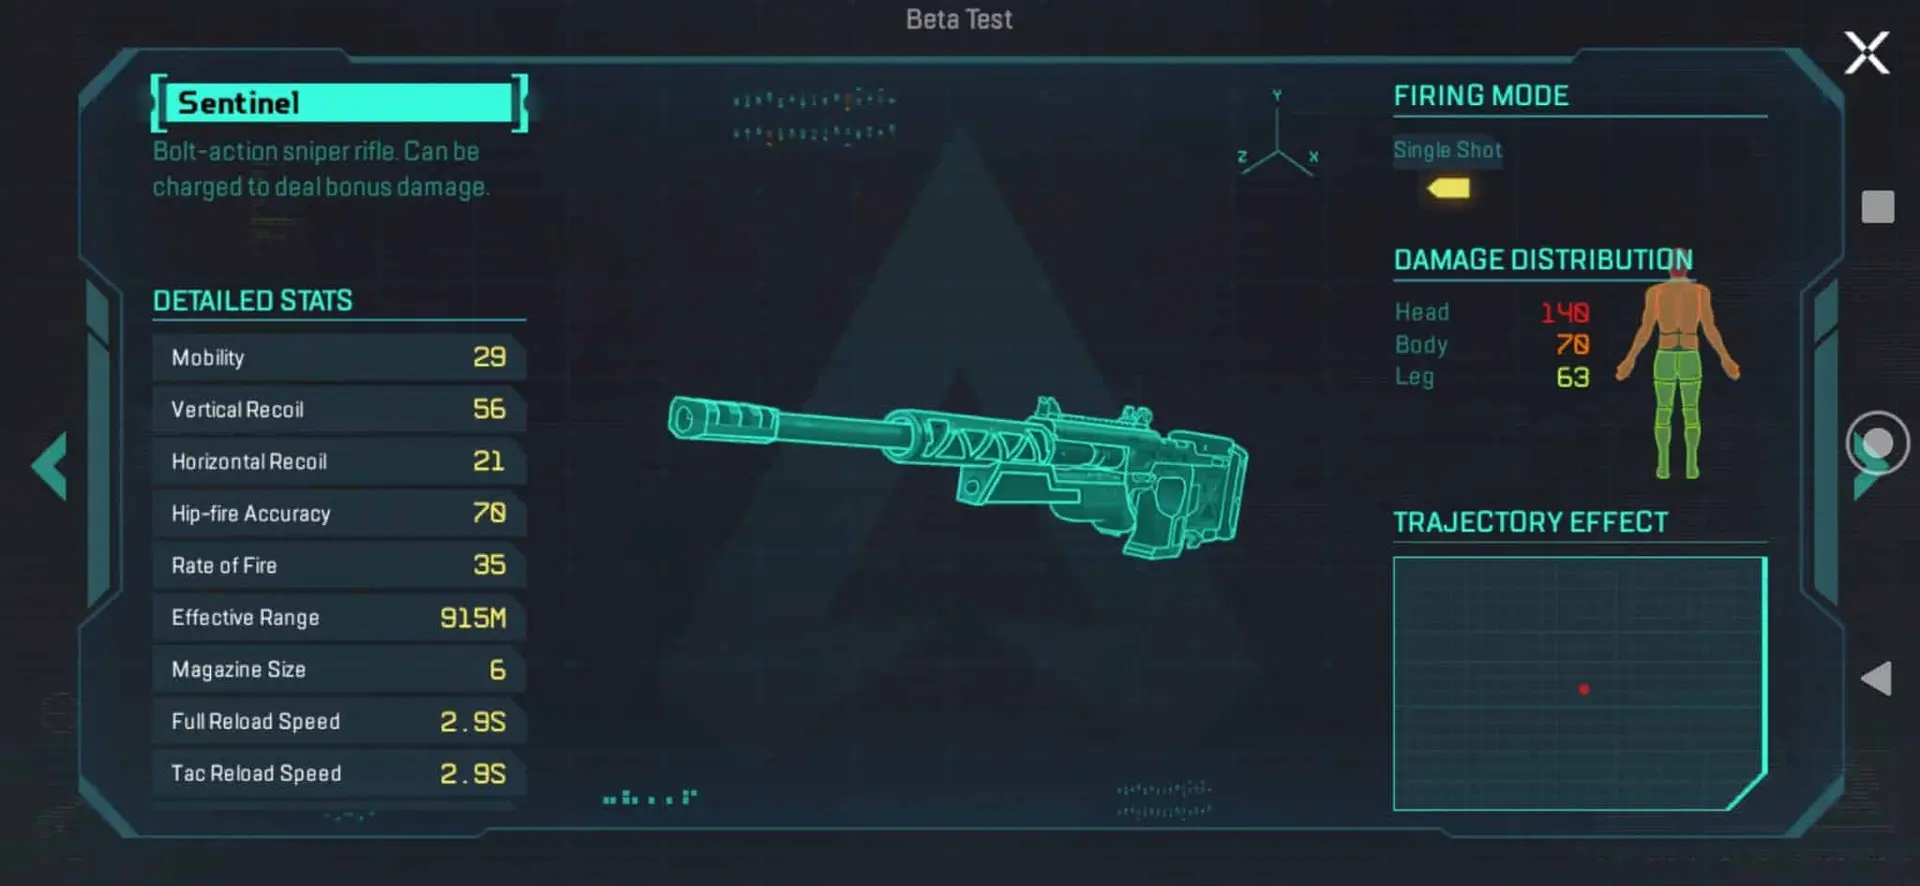 Beta Test
Sentinel
Bolt-action sniper rifle. Can be
charged to deal bonus damage.
DETAILED STATS
Mobility 29
Vertical Recoil 56
Horizontal Recoil 21
Hip-fire Accuracy 70
Rate of Fire 35
Effective Range 915M
Magazine Size 6
Full Reload Speed 2.9S
Tac Reload Speed 2.9S
Y
Z X
FIRING MODE
Single Shot
DAMAGE DISTRIBUTION
Head 140
Body 70
Leg 63
TRAJECTORY EFFECT